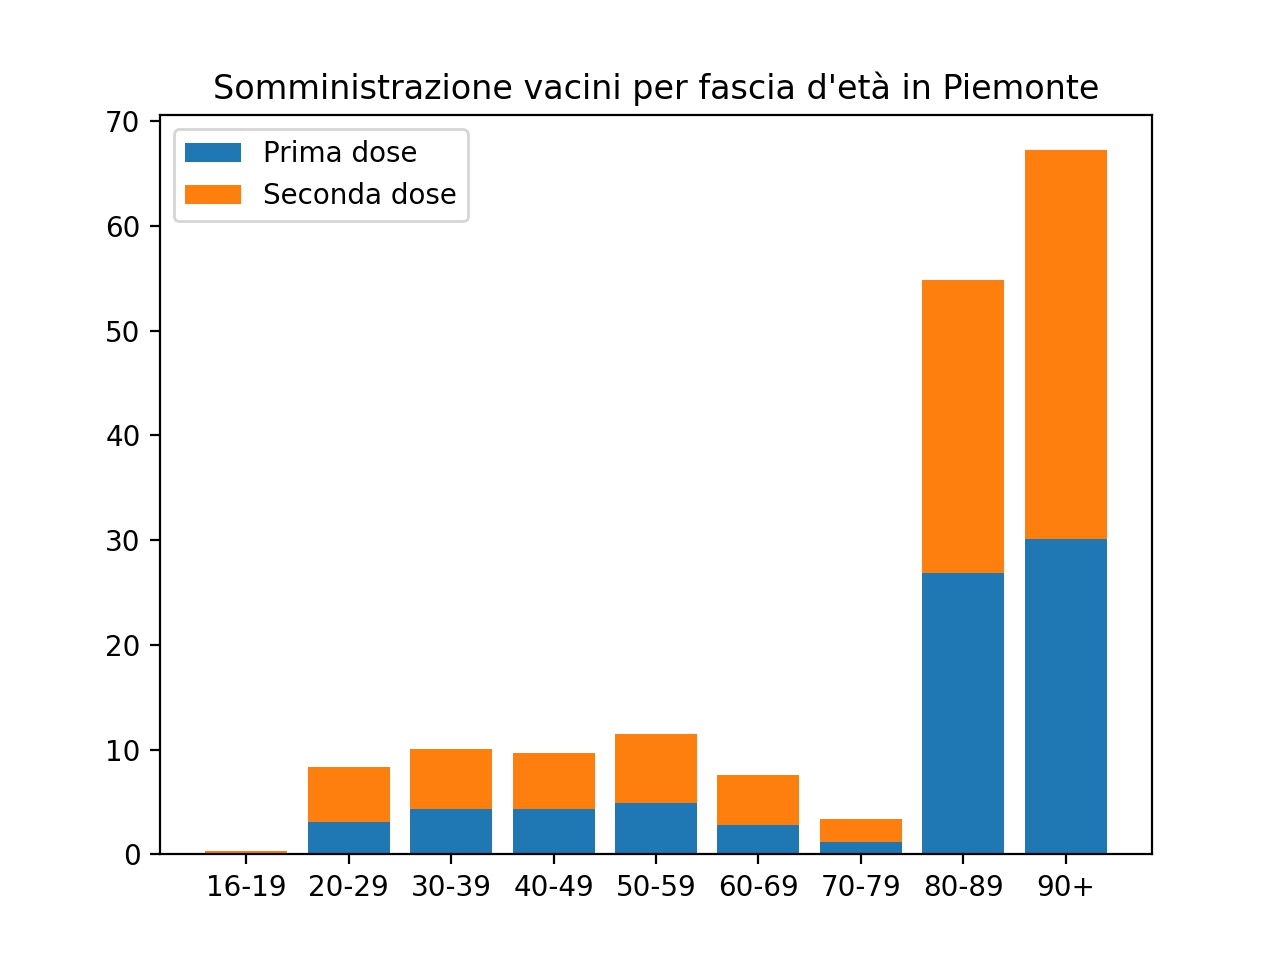 Somministrazione vacini per fascia d'età in Piemonte
70
Prima dose
Seconda dose
60
50
40
30
20
10
0
16-19 20-29 30-39 40-49 50-59 60-69 70-79 80-89 90+